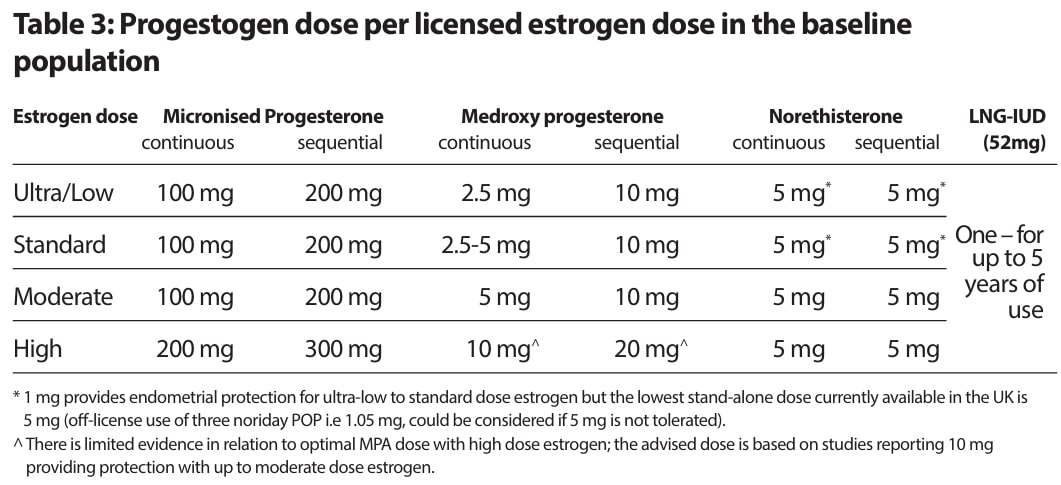 Table 3: Progestogen dose per licensed estrogen dose in the baseline
population
Estrogen dose Micronised Progesterone Medroxy progesterone Norethisterone LNG-IUD
continuous sequential continuous sequential continuous sequential (52mg)
Ultra/Low 100 mg 200 mg 2.5 mg 10 mg 5 mg* 5 mg*
Standard 100 mg 200 mg 2.5-5 mg 10 mg 5 mg* 5 mg*
Moderate 100 mg 200 mg 5 mg 10 mg 5 mg 5 mg
High 200 mg 300 mg 10 mg^ 20 mg^ 5 mg 5 mg
One – for
up to 5
years of
use
* 1 mg provides endometrial protection for ultra-low to standard dose estrogen but the lowest stand-alone dose currently available in the UK is
5 mg (off-license use of three noriday POP i.e 1.05 mg, could be considered if 5 mg is not tolerated).
^ There is limited evidence in relation to optimal MPA dose with high dose estrogen; the advised dose is based on studies reporting 10 mg
providing protection with up to moderate dose estrogen.